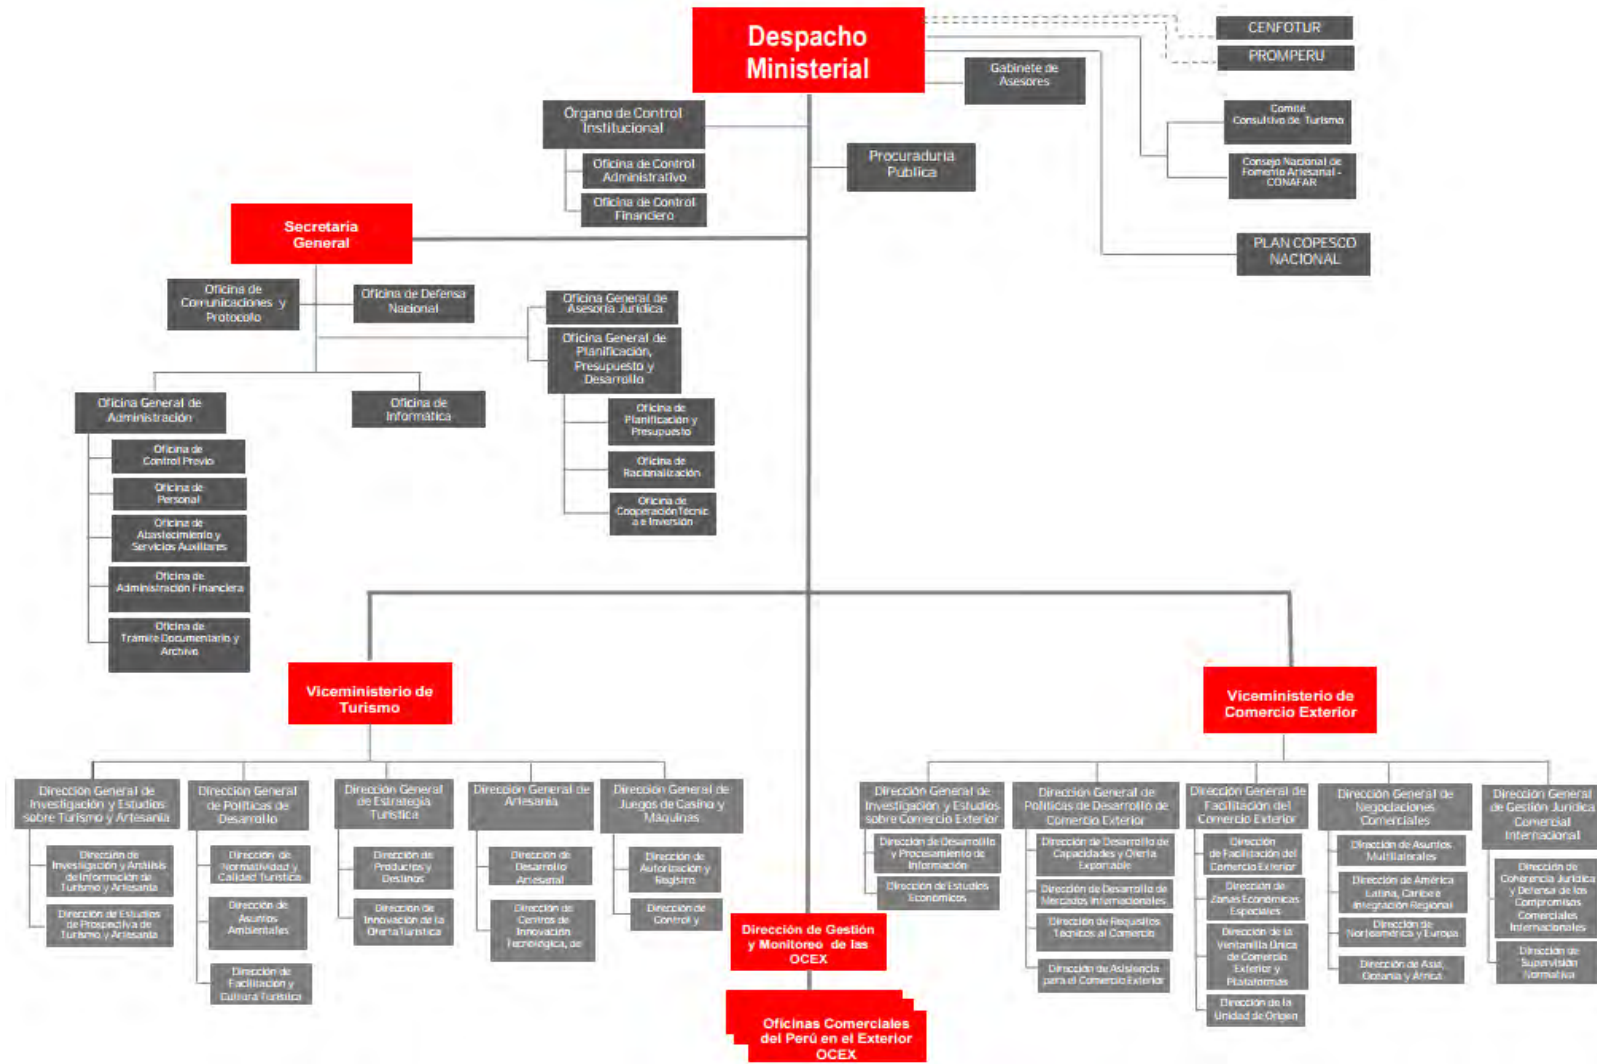 Despacho
Ministerial
CENFOTUR
PROMPERU
Gabinete de
Asesores
Comité
Consultivo de Turismo
Consejo Nacional de
Fomento Artesanal -
CONAFAR
PLAN COPESCO
NACIONAL
Órgano de Control
Institucional
Oficina de Control
Administrativo
Oficina de Control
Financiero
Procuraduría
Pública
Secretaria
General
Oficina de
Comunicaciones y
Protocolo
Oficina de Defensa
Nacional
Oficina General de
Asesoría Jurídica
Oficina General de
Planificación,
Presupuesto y
Desarrollo
Oficina de
Planificación y
Presupuesto
Oficina de
Racionalización
Oficina de
Cooperación Técnic
a e Inversión
Oficina General de
Administración
Oficina de
Informática
Oficina de
Control Previo
Oficina de
Personal
Oficina de
Abastecimiento y
Servicios Auxiliares
Oficina de
Administración Financiera
Oficina de
Trámite Documentario y
Archivo
Viceministerio de
Turismo
Dirección General de
Investigación y Estudios
sobre Turismo y Artesanía
Dirección de
Investigación y Análisis
de Información de
Turismo y Artesanía
Dirección de Estudios
de Prospectiva de
Turismo y Artesanía
Dirección General
de Políticas de
Desarrollo
Dirección de
Normatividad y
Calidad Turística
Dirección de
Asuntos
Ambientales
Dirección de
Facilitación y
Cultura Turística
Dirección General
de Estrategia
Turística
Dirección de
Productos y
Destinos
Dirección de
Innovación de la
Oferta Turística
Dirección General de
Artesanía
Dirección de
Desarrollo
Artesanal
Dirección de
Centros de
Innovación
Tecnológica, de
Dirección General de
Juegos de Casino y
Máquinas
Dirección de
Autorización y
Registro
Dirección de
Control y
Viceministerio de
Comercio Exterior
Dirección General de
Investigación y Estudios
sobre Comercio Exterior
Dirección de Desarrollo
y Procesamiento de
Información
Dirección de Estudios
Económicos
Dirección General de
Políticas de Desarrollo de
Comercio Exterior
Dirección de Desarrollo de
Capacidades y Oferta
Exportable
Dirección de Desarrollo de
Mercados Internacionales
Dirección de Requisitos
Técnicos al Comercio
Dirección de Asistencia
para el Comercio Exterior
Dirección General de
Facilitación del
Comercio Exterior
Dirección
de Facilitación del
Comercio Exterior
Dirección de
Zonas Económicas
Especiales
Dirección de la
Ventanilla Única
de Comercio
Exterior y
Plataformas
Dirección de la
Unidad de Origen
Dirección General de
Negociaciones
Comerciales
Dirección de Asuntos
Multilaterales
Dirección de América
Latina, Caribe e
Integración Regional
Dirección de
Norteamérica y Europa
Dirección de Asia,
Oceanía y África
Dirección General
de Gestión Jurídica
Comercial
Internacional
Dirección de
Coherencia Jurídica
y Defensa de los
Compromisos
Comerciales
Internacionales
Dirección de
Supervisión
Normativa
Dirección de Gestión
y Monitoreo de las
OCEX
Oficinas Comerciales
del Perú en el Exterior
OCEX